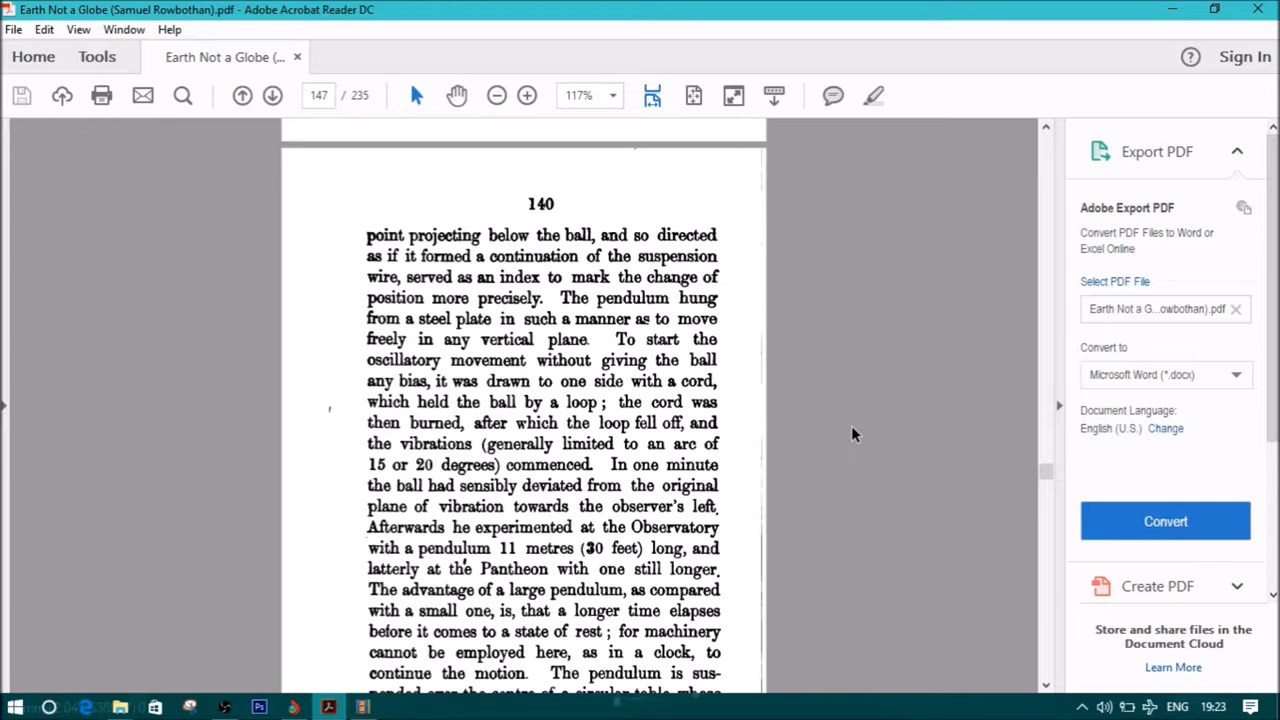 Earth Not a Globe (Samuel Rowbothan).pdf - Adobe Acrobat Reader DC
File Edit View Window Help
Home Tools Earth Not a Globe (... × Sign In
147 / 235 117%
140
point projecting below the ball, and so directed
as if it formed a continuation of the suspension
wire, served as an index to mark the change of
position more precisely. The pendulum hung
from a steel plate in such a manner as to move
freely in any vertical plane. To start the
oscillatory movement without giving the ball
any bias, it was drawn to one side with a cord,
which held the ball by a loop; the cord was
then burned, after which the loop fell off, and
the vibrations (generally limited to an arc of
15 or 20 degrees) commenced. In one minute
the ball had sensibly deviated from the original
plane of vibration towards the observer's left.
Afterwards he experimented at the Observatory
with a pendulum 11 metres (30 feet) long, and
latterly at the Pantheon with one still longer.
The advantage of a large pendulum, as compared
with a small one, is, that a longer time elapses
before it comes to a state of rest; for machinery
cannot be employed here, as in a clock, to
continue the motion. The pendulum is sus-
pended over the centre of a circular table whose
Export PDF
Adobe Export PDF
Convert PDF Files to Word or
Excel Online
Select PDF File
Earth Not a G...owbothan).pdf ×
Convert to
Microsoft Word (*.docx)
Document Language:
English (U.S.) Change
Convert
Create PDF
Store and share files in the
Document Cloud
Learn More
Ps
ENG 19:23